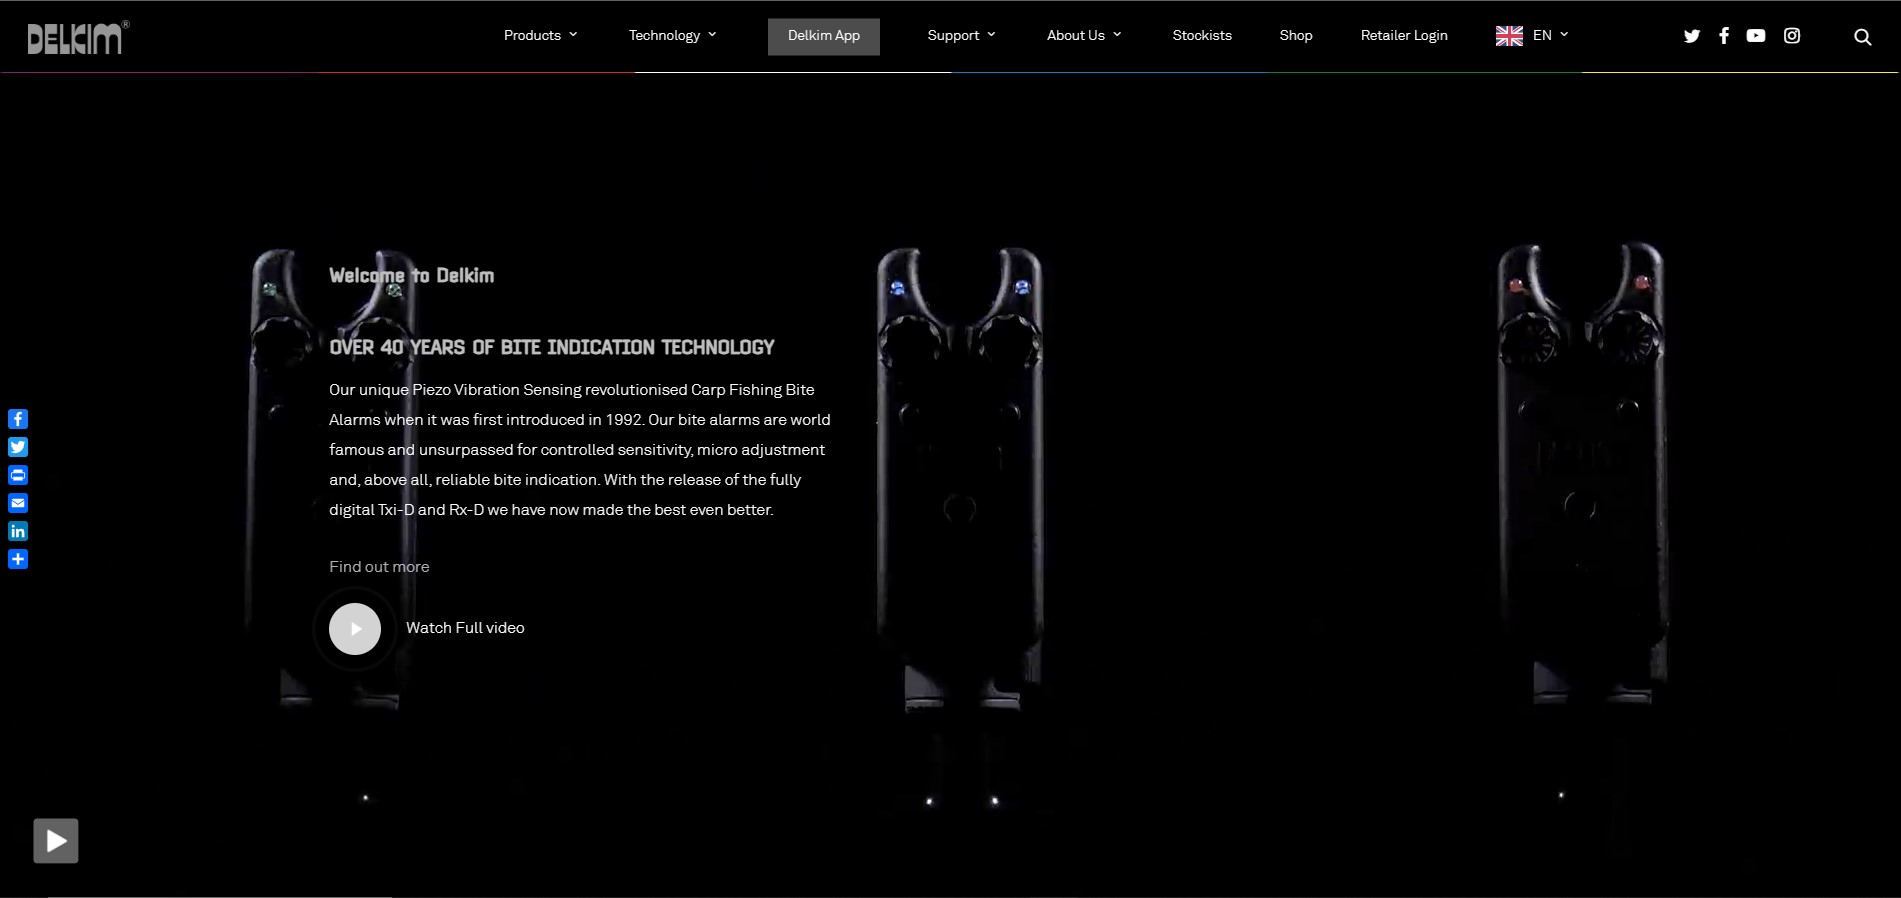 DELKIM®
Products
Technology
Delkim App
Support
About Us
Stockists
Shop
Retailer Login
EN
Welcome to Delkim
OVER 40 YEARS OF BITE INDICATION TECHNOLOGY
Our unique Piezo Vibration Sensing revolutionised Carp Fishing Bite
Alarms when it was first introduced in 1992. Our bite alarms are world
famous and unsurpassed for controlled sensitivity, micro adjustment
and, above all, reliable bite indication. With the release of the fully
digital Txi-D and Rx-D we have now made the best even better.
Find out more
Watch Full video